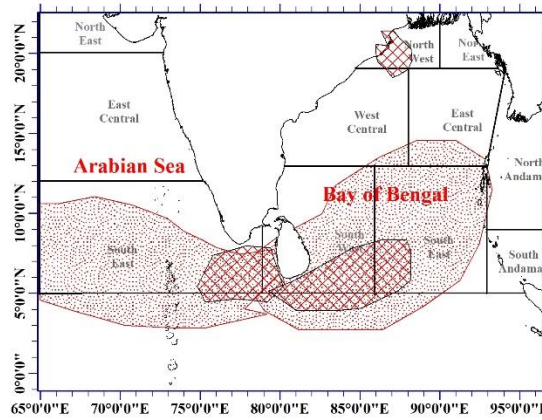 North
East
North
West
Nor
East
20°0'0"N
East
Central
West
Central
East
Central
15°0'0"N
Arabian Sea
North
Andama
Bay of Bengal
10°0'0"N
South
East
South
South
East
South
Andaman
5°0'0"N
0°0'0"
65°0'0"E
70°0'0"E
75°0'0"E
80°0'0"E
85°0'0"E
90°0'0"E
95°0'0"E